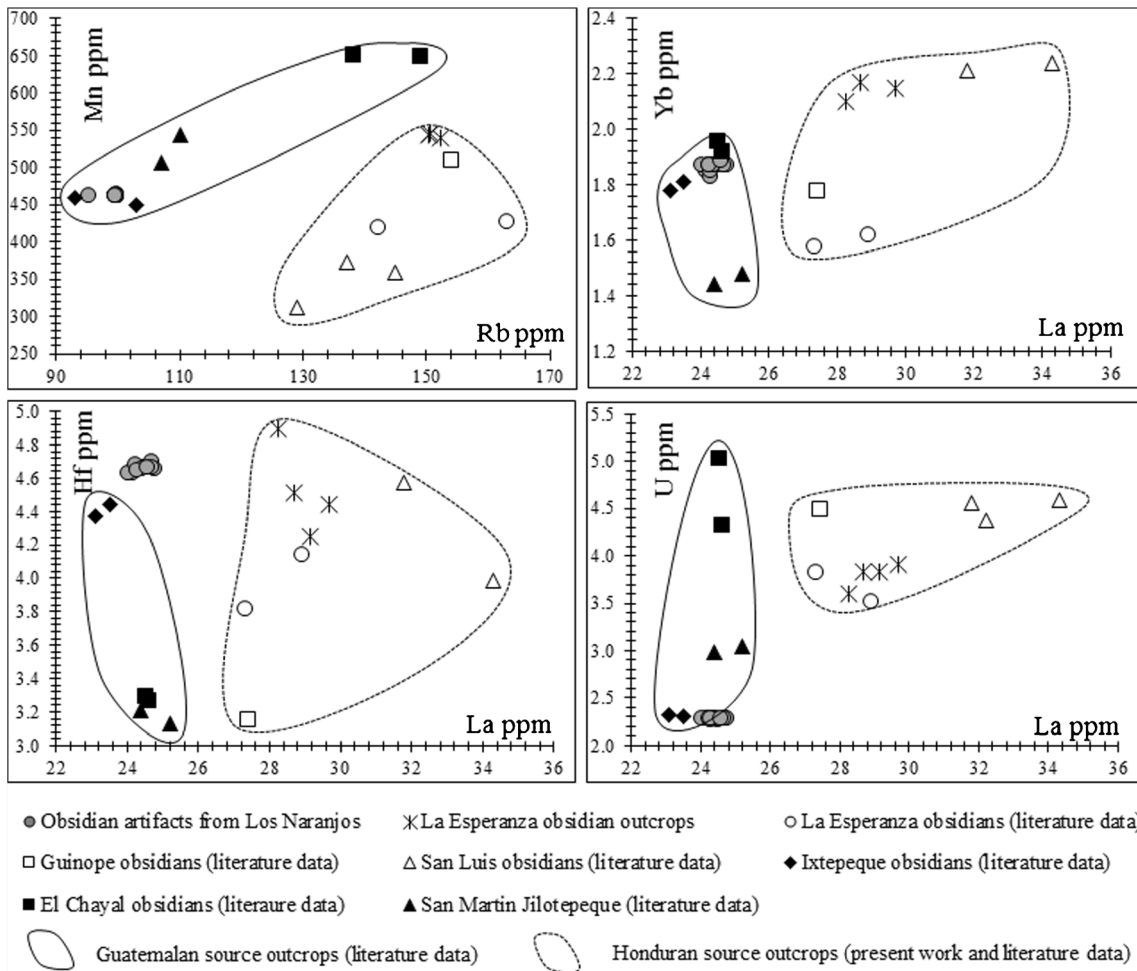 700
650
600
550
500
450
400
350
300
250
Mn ppm
Rb ppm
90 110 130 150 170
2.4
2.2
2.0
1.8
1.6
1.4
1.2
Yb ppm
La ppm
22 24 26 28 30 32 34 36
5.0
4.8
4.6
4.4
4.2
4.0
3.8
3.6
3.4
3.2
3.0
Hf ppm
La ppm
22 24 26 28 30 32 34 36
5.5
5.0
4.5
4.0
3.5
3.0
2.5
2.0
U ppm
La ppm
22 24 26 28 30 32 34 36
Obsidian artifacts from Los Naranjos La Esperanza obsidian outcrops La Esperanza obsidians (literature data)
Guinope obsidians (literature data) San Luis obsidians (literature data) Ixtepeque obsidians (literature data)
El Chayal obsidians (literaure data) San Martin Jilotepeque (literature data)
Guatemalan source outcrops (literature data) Honduran source outcrops (present work and literature data)